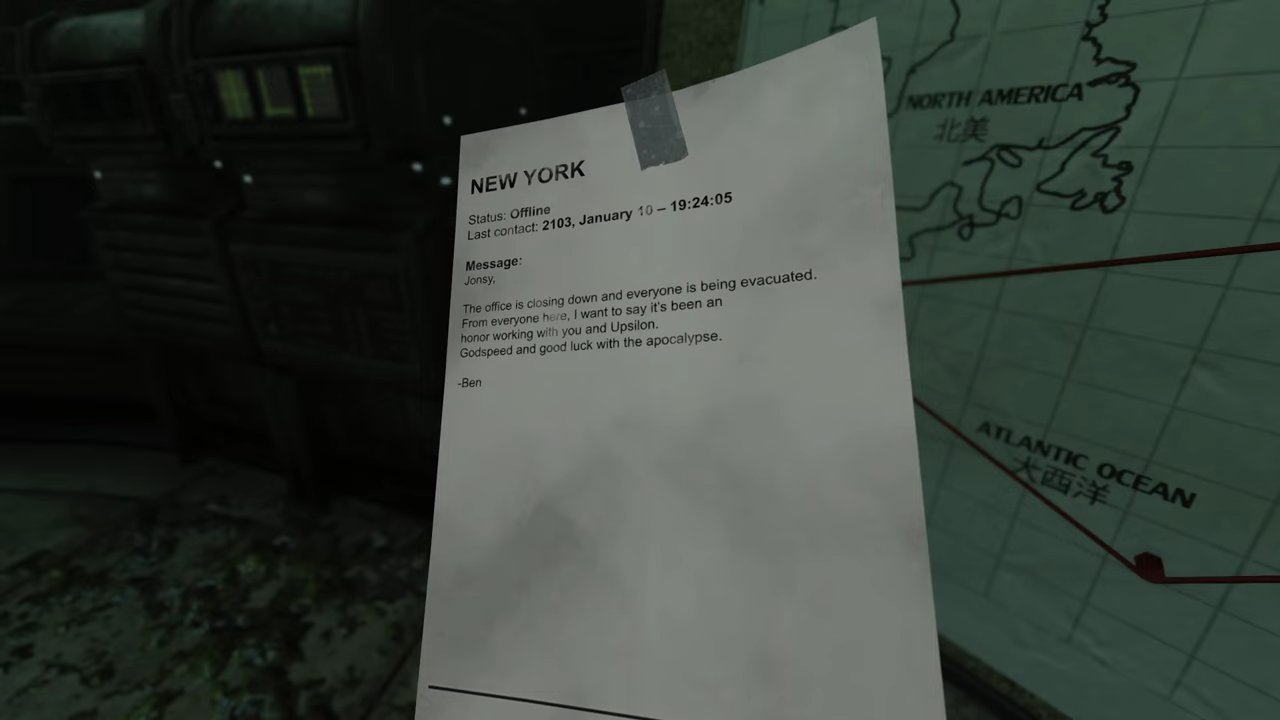 NEW YORK
Status: Offline
Last contact: 2103, January 10 – 19:24:05
Message:
Jonsy,
The office is closing down and everyone is being evacuated.
From everyone here, I want to say it's been an
honor working with you and Upsilon.
Godspeed and good luck with the apocalypse.
-Ben
NORTH AMERICA
北美
ATLANTIC OCEAN
大西洋